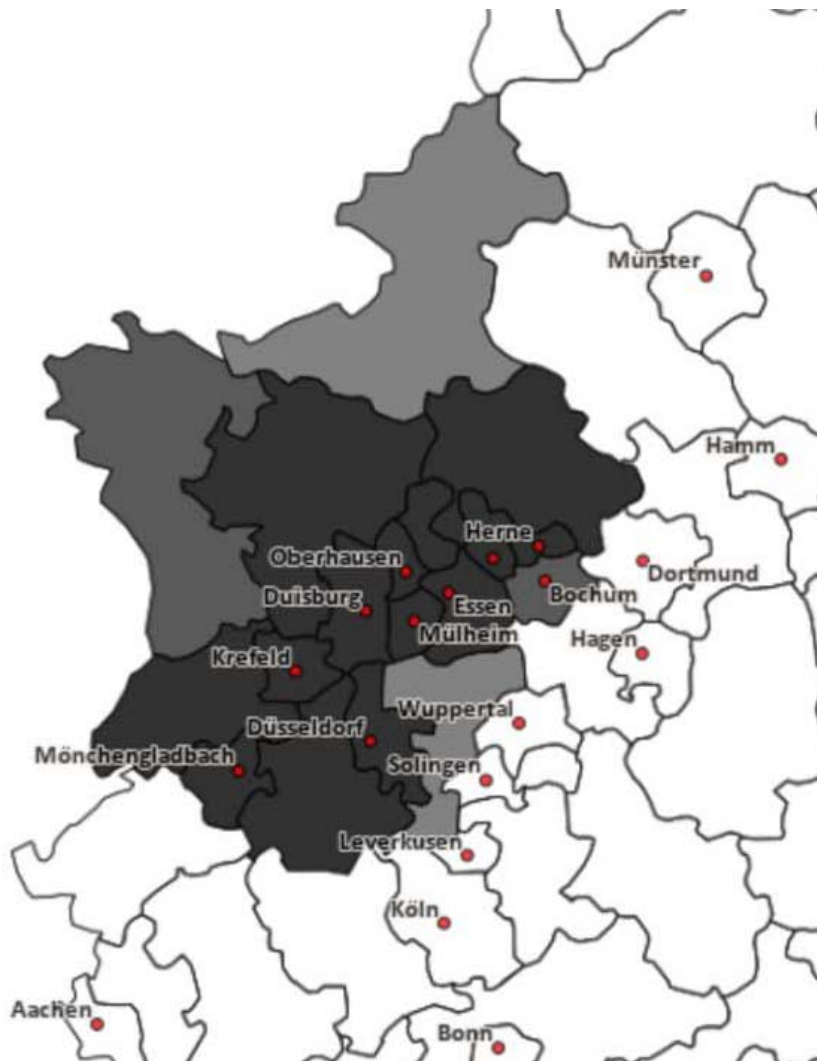 Münster
Hamm
Herne
Oberhausen
Dortmund
Duisburg
Essen
Bochum
Mülheim
Hagen
Krefeld
Wuppertal
Düsseldorf
Mönchengladbach
Solingen
Leverkusen
Köln
Aachen
Bonn